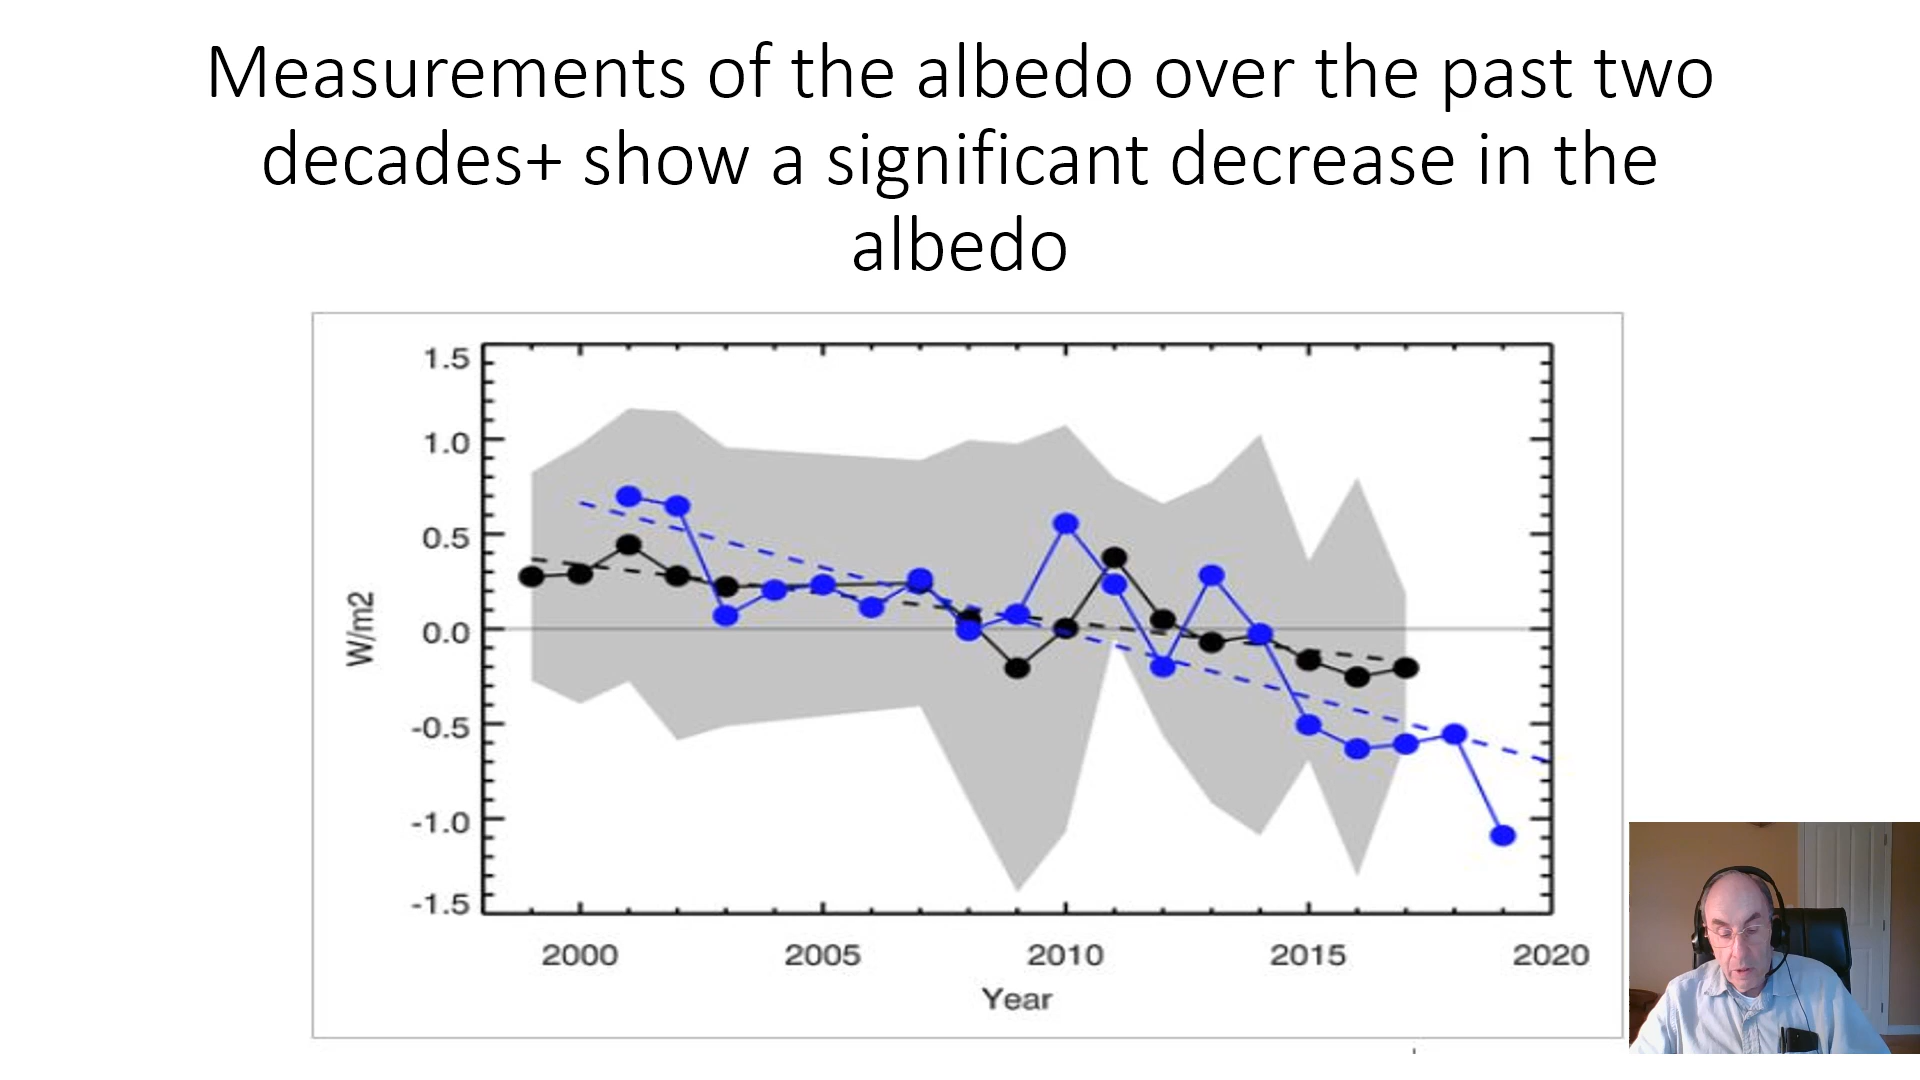 Measurements of the albedo over the past two
decades+ show a significant decrease in the
albedo
1.5
1.0
0.5
0.0
-0.5
-1.0
-1.5
W/m2
2000 2005 2010 2015 2020
Year